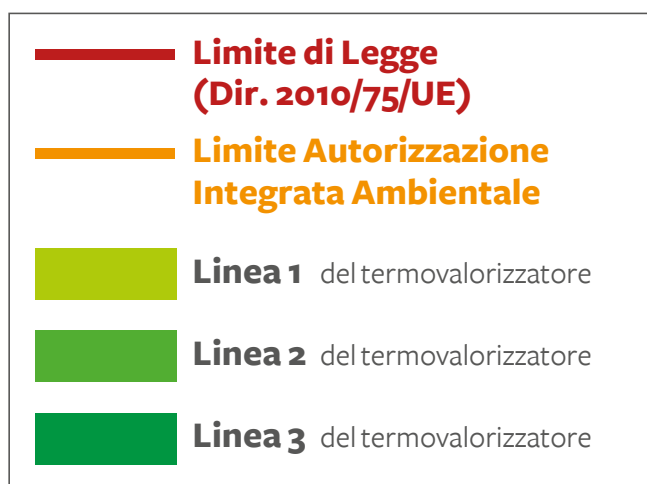 Limite di Legge
(Dir. 2010/75/UE)
Limite Autorizzazione
Integrata Ambientale
Linea 1 del termovalorizzatore
Linea 2 del termovalorizzatore
Linea 3 del termovalorizzatore